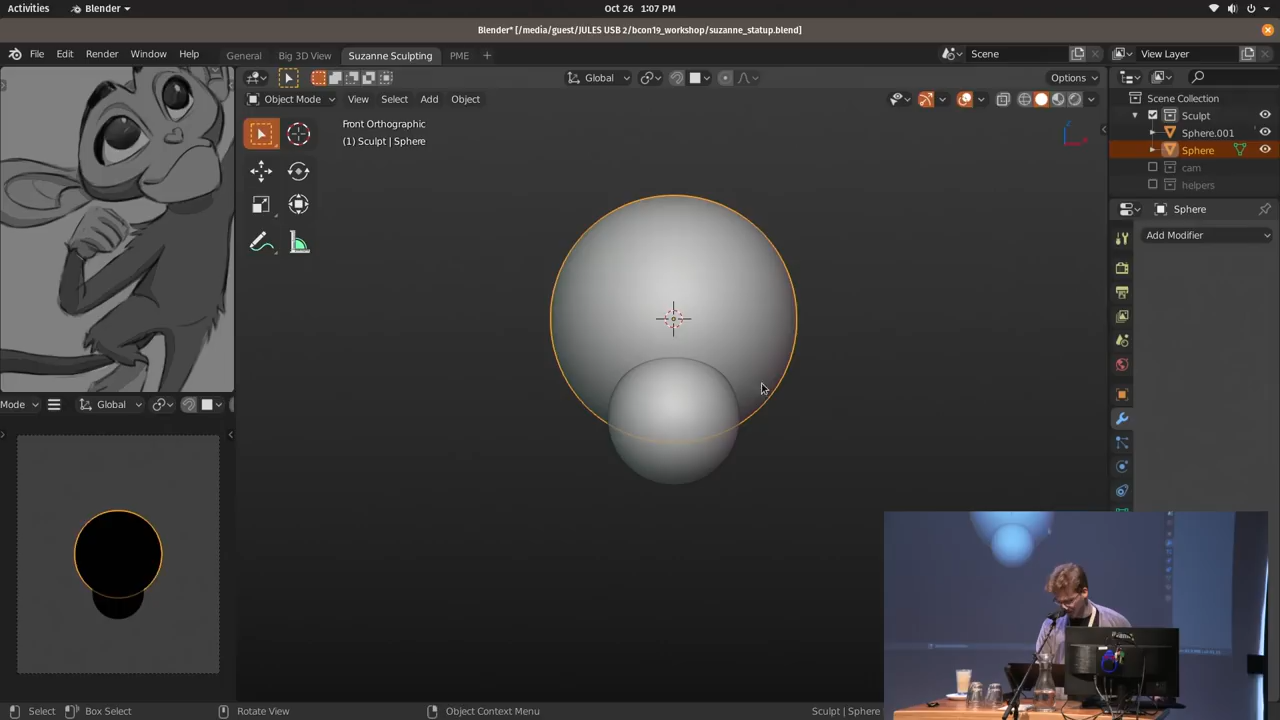 Activities Blender Oct 26 1:07 PM
Blender* [/media/guest/JULES USB 2/bcon19_workshop/suzanne_statup.blend]
File Edit Render Window Help General Big 3D View Suzanne Sculpting PME + Scene View Layer
Global Options
Object Mode View Select Add Object
Front Orthographic
(1) Sculpt | Sphere
Z
Scene Collection
Sculpt
Sphere.001
Sphere
cam
helpers
Sphere
Add Modifier
Mode Global
Select Box Select Rotate View Object Context Menu Sculpt | Sphere